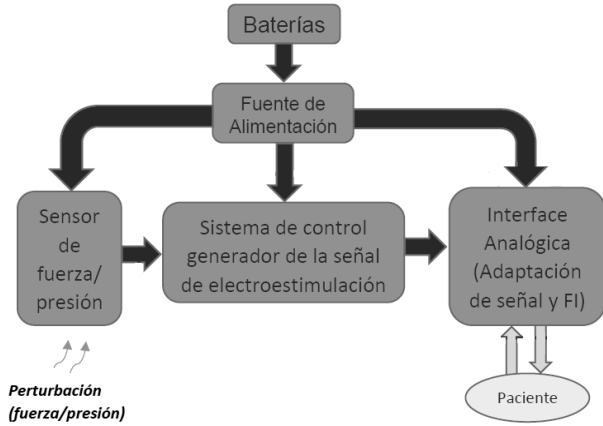 Baterías
Fuente de
Alimentación
Sensor
de
fuerza/
presión
Sistema de control
generador de la señal
de electroestimulación
Interface
Analógica
(Adaptación
de señal y FI)
Perturbación
(fuerza/presión)
Paciente